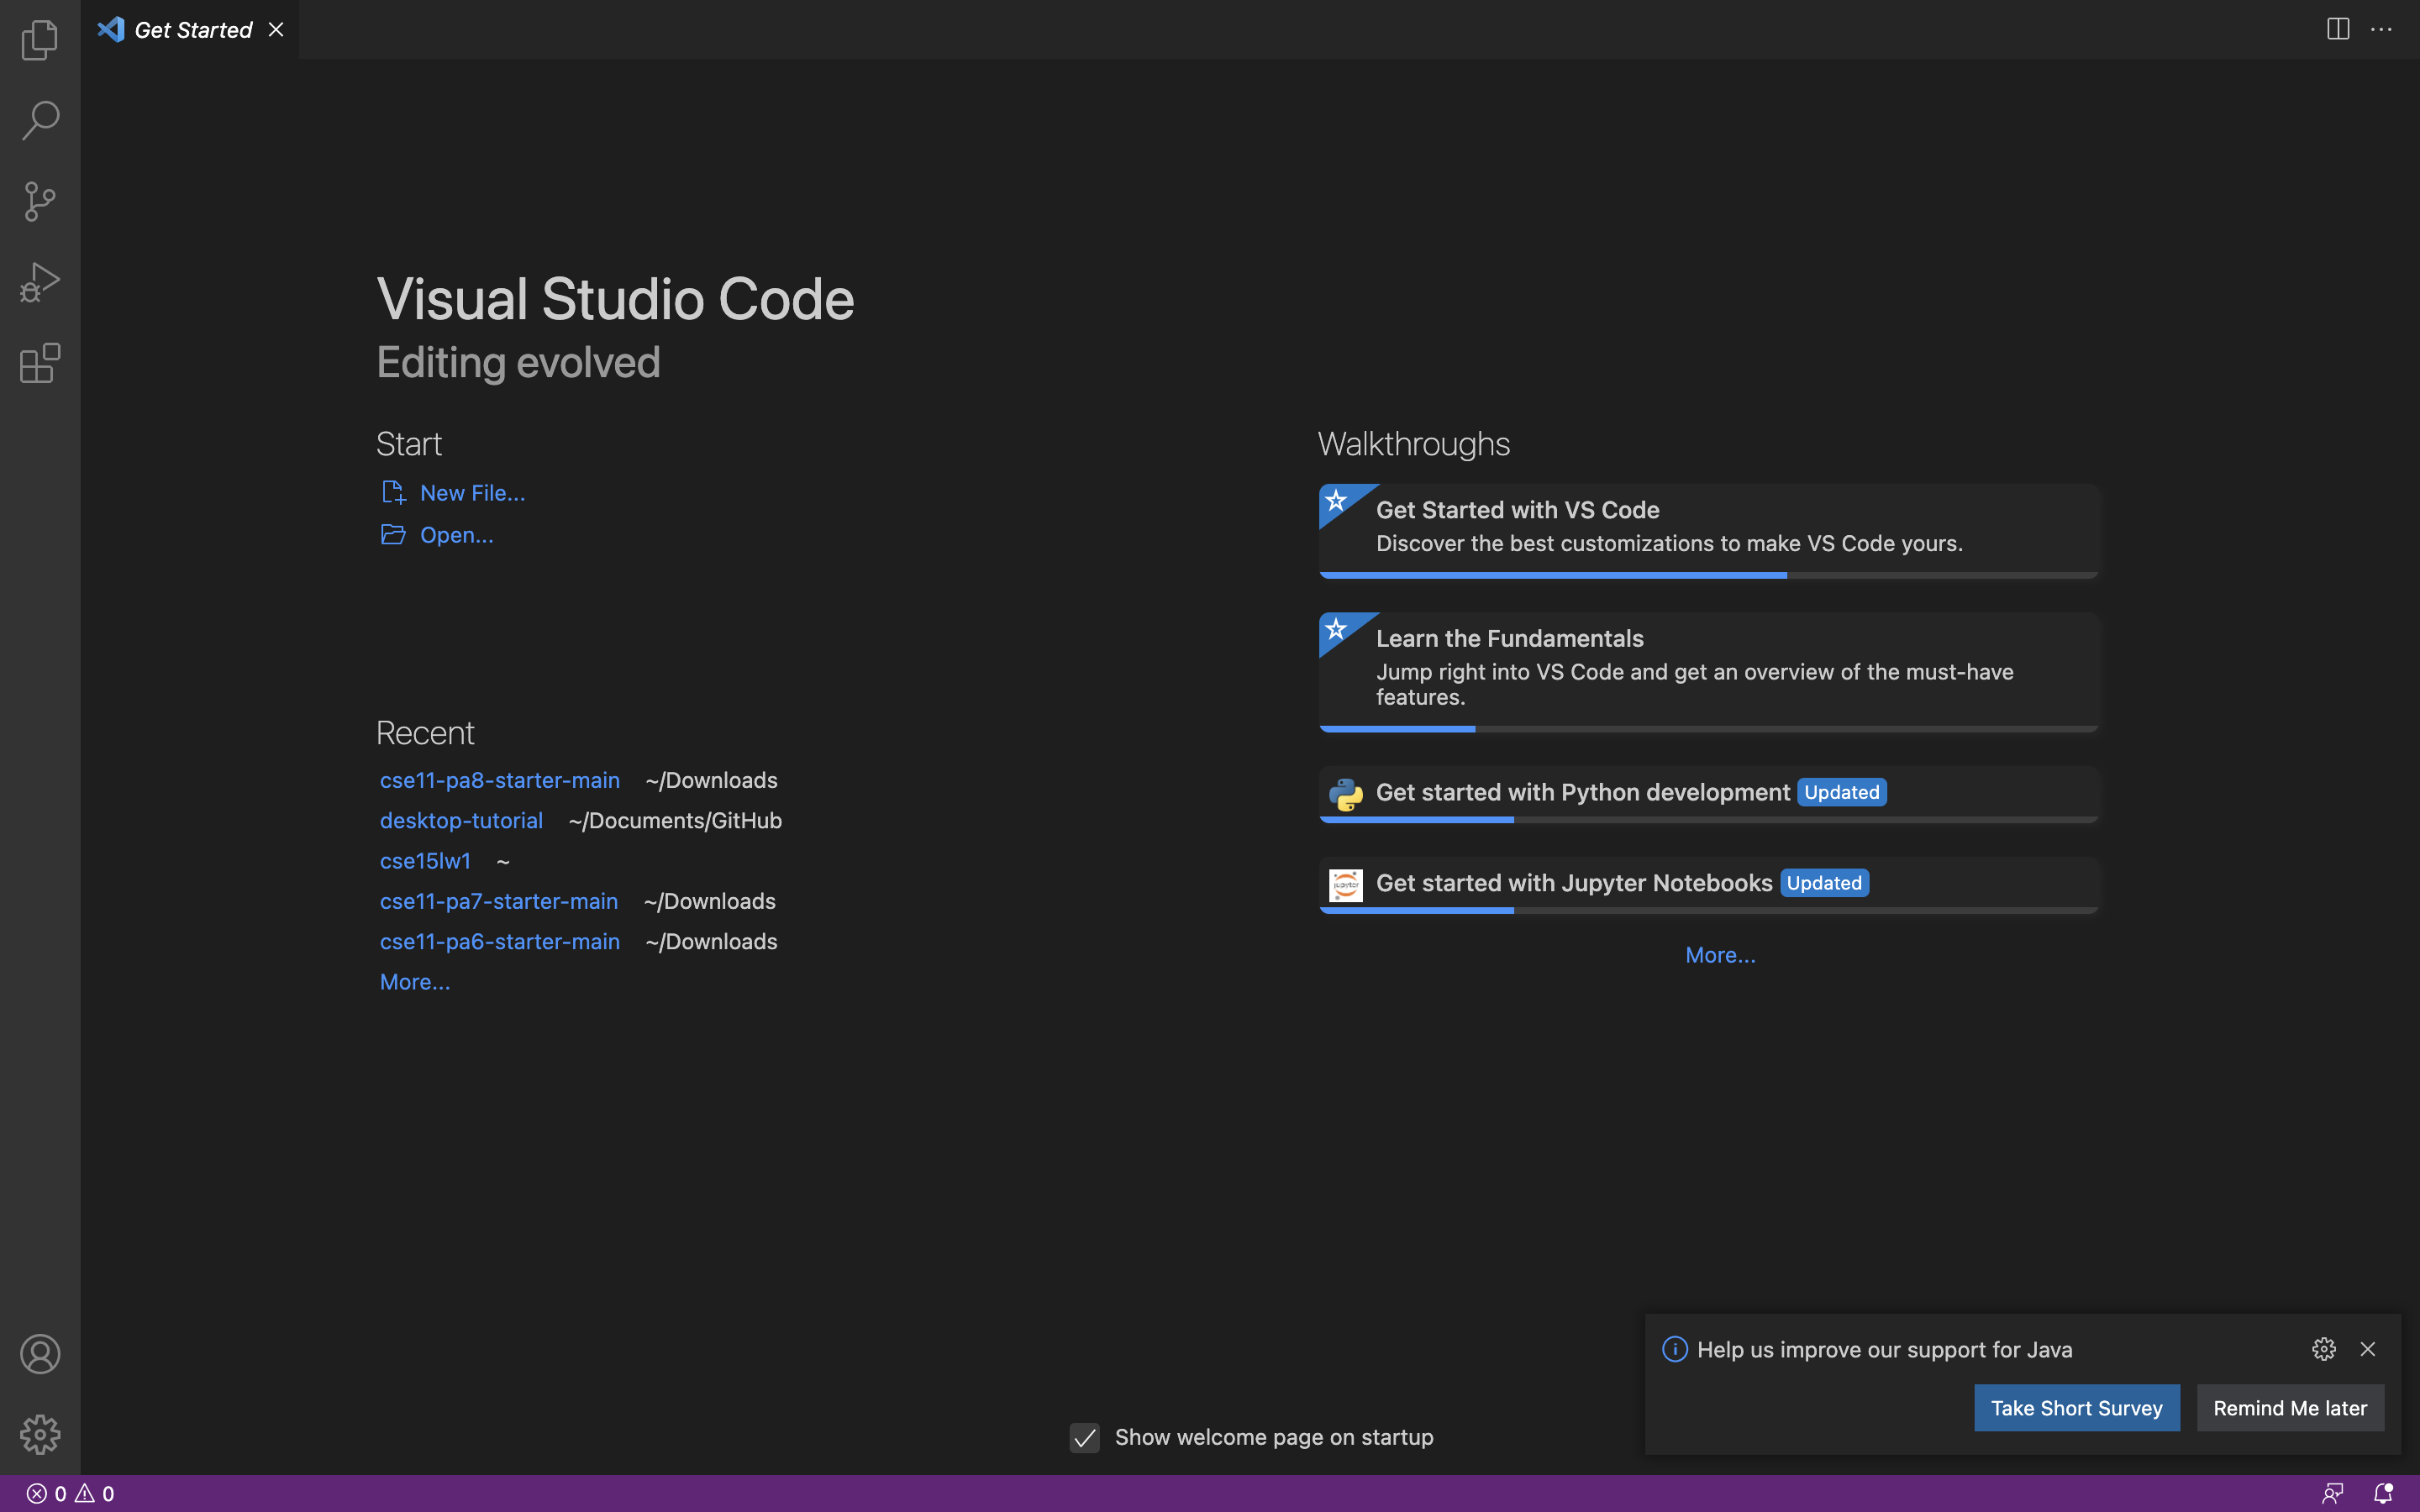 Get Started
Visual Studio Code
Editing evolved
Start
New File...
Open...
Recent
cse11-pa8-starter-main ~/Downloads
desktop-tutorial ~/Documents/GitHub
cse15lw1 ~
cse11-pa7-starter-main ~/Downloads
cse11-pa6-starter-main ~/Downloads
More...
Walkthroughs
Get Started with VS Code
Discover the best customizations to make VS Code yours.
Learn the Fundamentals
Jump right into VS Code and get an overview of the must-have
features.
Get started with Python development Updated
jupyter
Get started with Jupyter Notebooks Updated
More...
Show welcome page on startup
Help us improve our support for Java
Take Short Survey Remind Me later
0 0